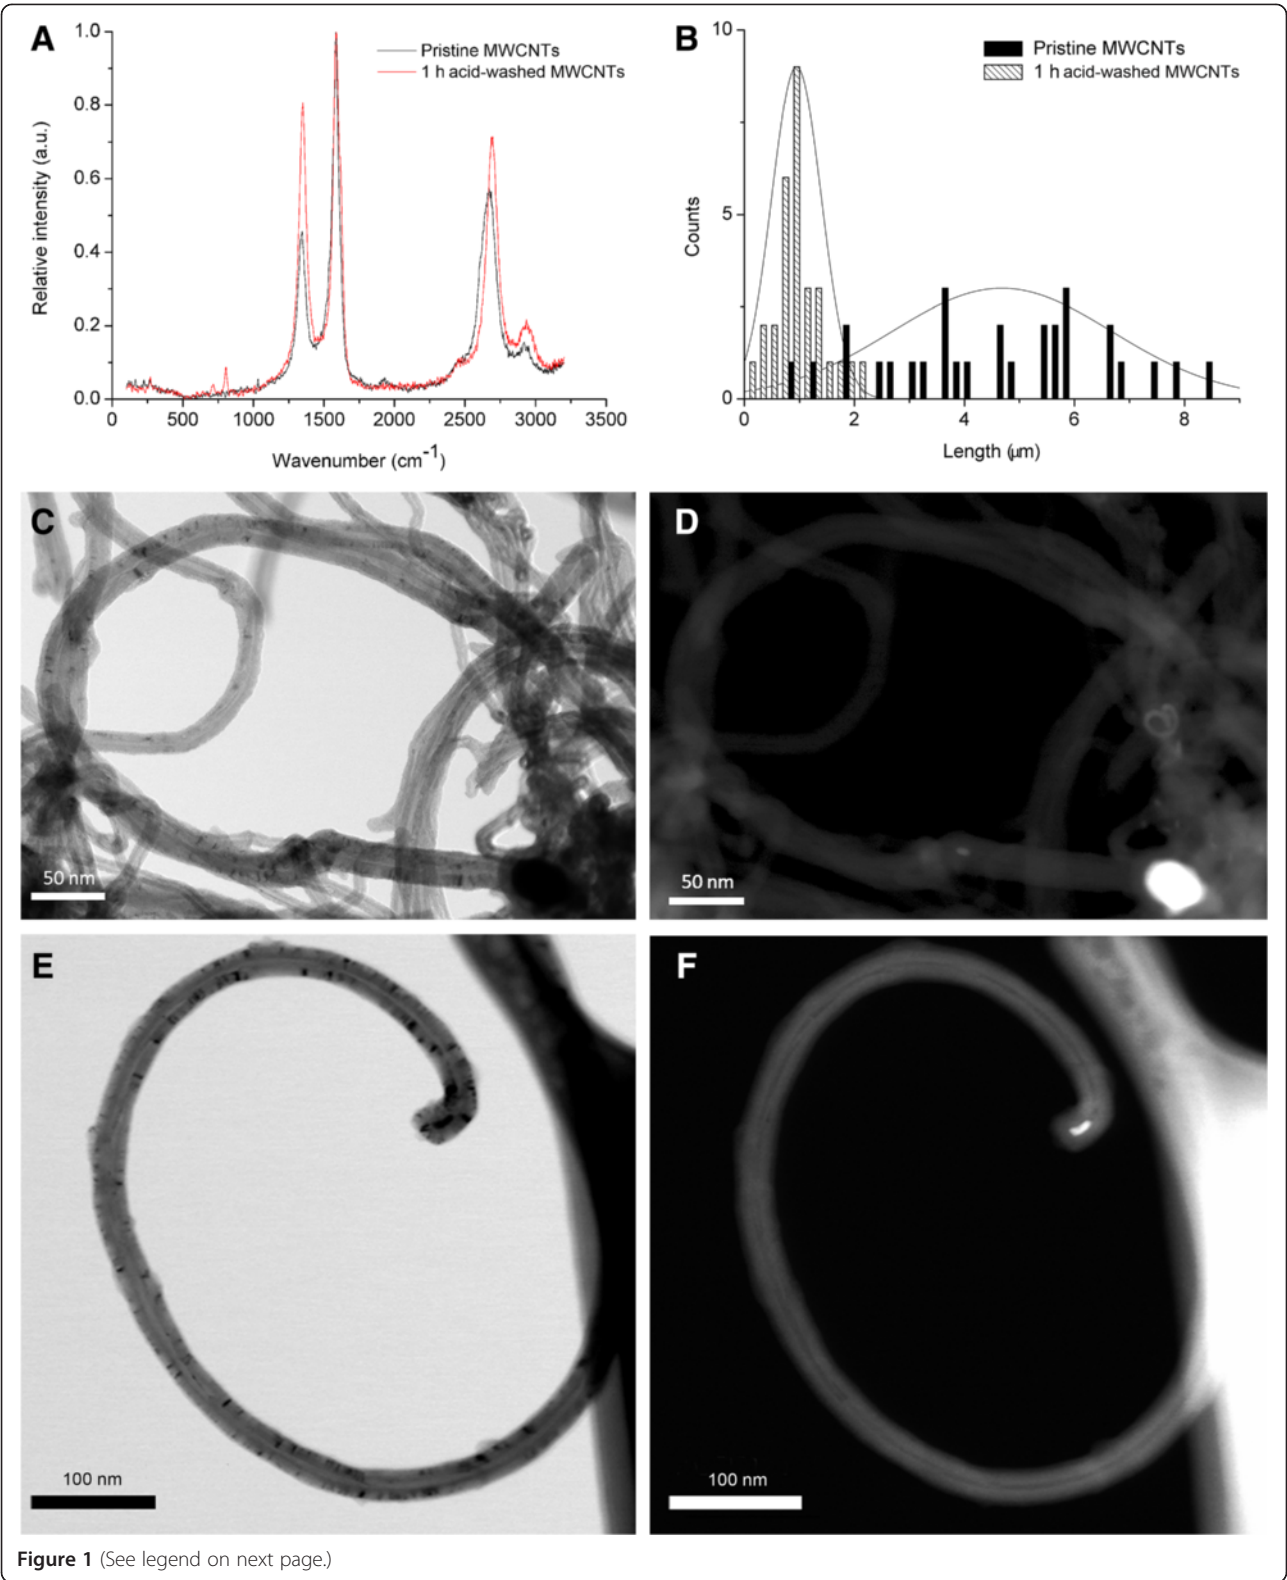 A
1.0
0.8
0.6
0.4
0.2
0.0
Relative intensity (a.u.)
Pristine MWCNTs
1 h acid-washed MWCNTs
0 500 1000 1500 2000 2500 3000 3500
Wavenumber (cm-1)
B
10
5
0
Counts
Pristine MWCNTs
1 h acid-washed MWCNTs
0 2 4 6 8
Length (μm)
C
50 nm
D
50 nm
E
100 nm
F
100 nm
Figure 1 (See legend on next page.)